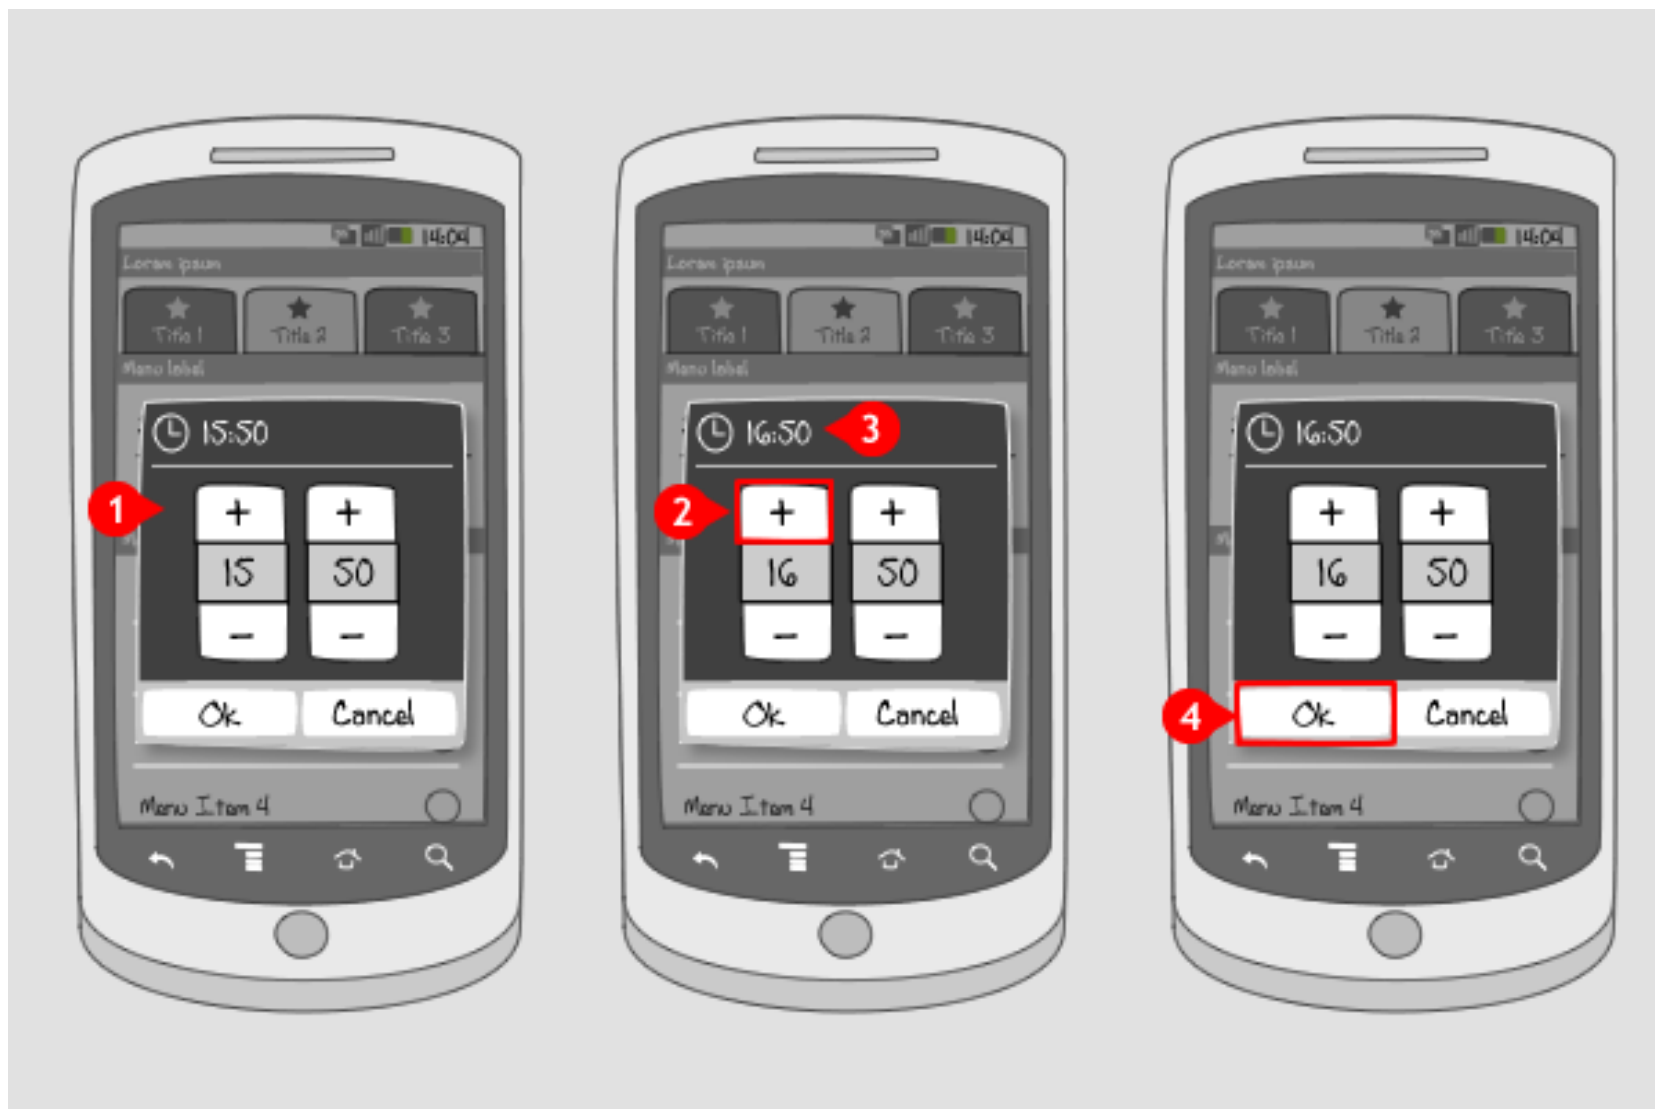 14:04
Lorem ipsum
Title 1 Title 2 Title 3
Menu label
15:50
1
+ +
15 50
- -
Ok Cancel
Menu Item 4
14:04
Lorem ipsum
Title 1 Title 2 Title 3
Menu label
16:50 3
2
+ +
16 50
- -
Ok Cancel
Menu Item 4
14:04
Lorem ipsum
Title 1 Title 2 Title 3
Menu label
16:50
+ +
16 50
- -
4
Ok Cancel
Menu Item 4